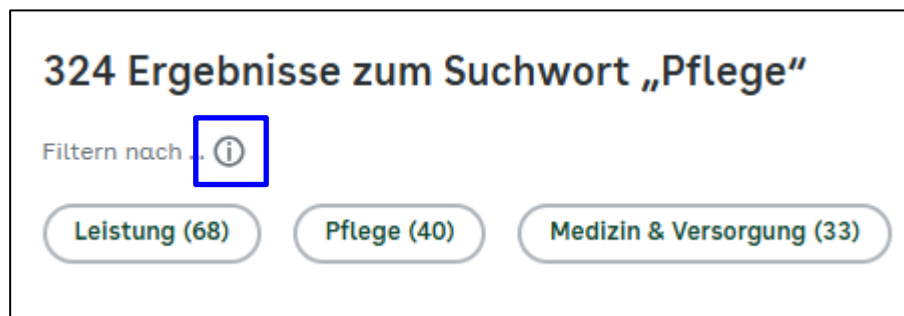 324 Ergebnisse zum Suchwort „Pflege“
Filtern nach ..
Leistung (68) Pflege (40) Medizin & Versorgung (33)